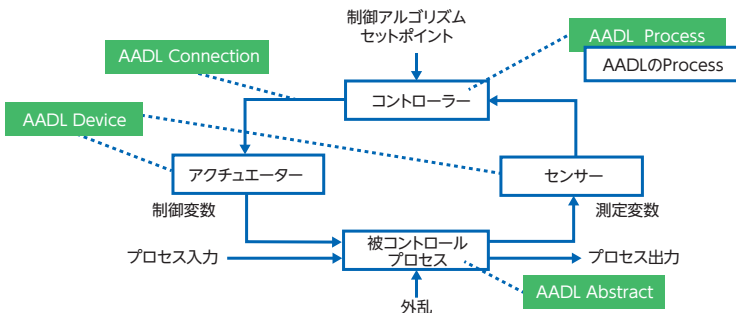 制御アルゴリズム
セットポイント
AADL Process
AADL Connection
AADLのProcess
コントローラー
AADL Device
アクチュエーター
センサー
制御変数
測定変数
被コントロール
プロセス
プロセス入力
プロセス出力
AADL Abstract
外乱